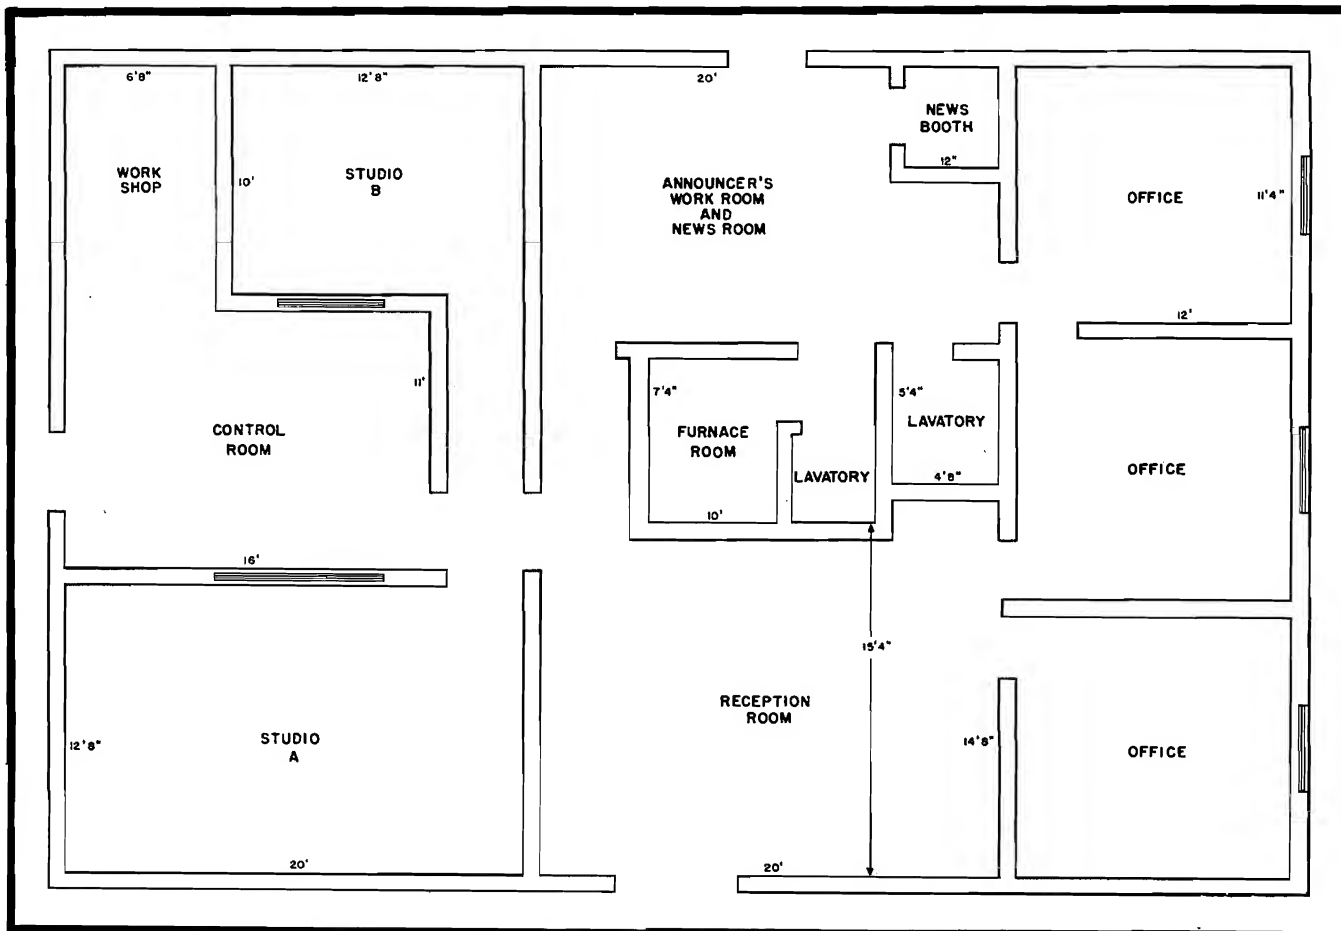 6'8"
12'8"
20'
NEWS
BOOTH
12"
WORK
SHOP
10'
STUDIO
B
ANNOUNCER'S
WORK ROOM
AND
NEWS ROOM
OFFICE
11'4"
12'
11'
7'4"
5'4"
CONTROL
ROOM
FURNACE
ROOM
LAVATORY
LAVATORY
4'8"
10'
OFFICE
16'
15'4"
RECEPTION
ROOM
STUDIO
A
12'8"
14'8"
OFFICE
20'
20'